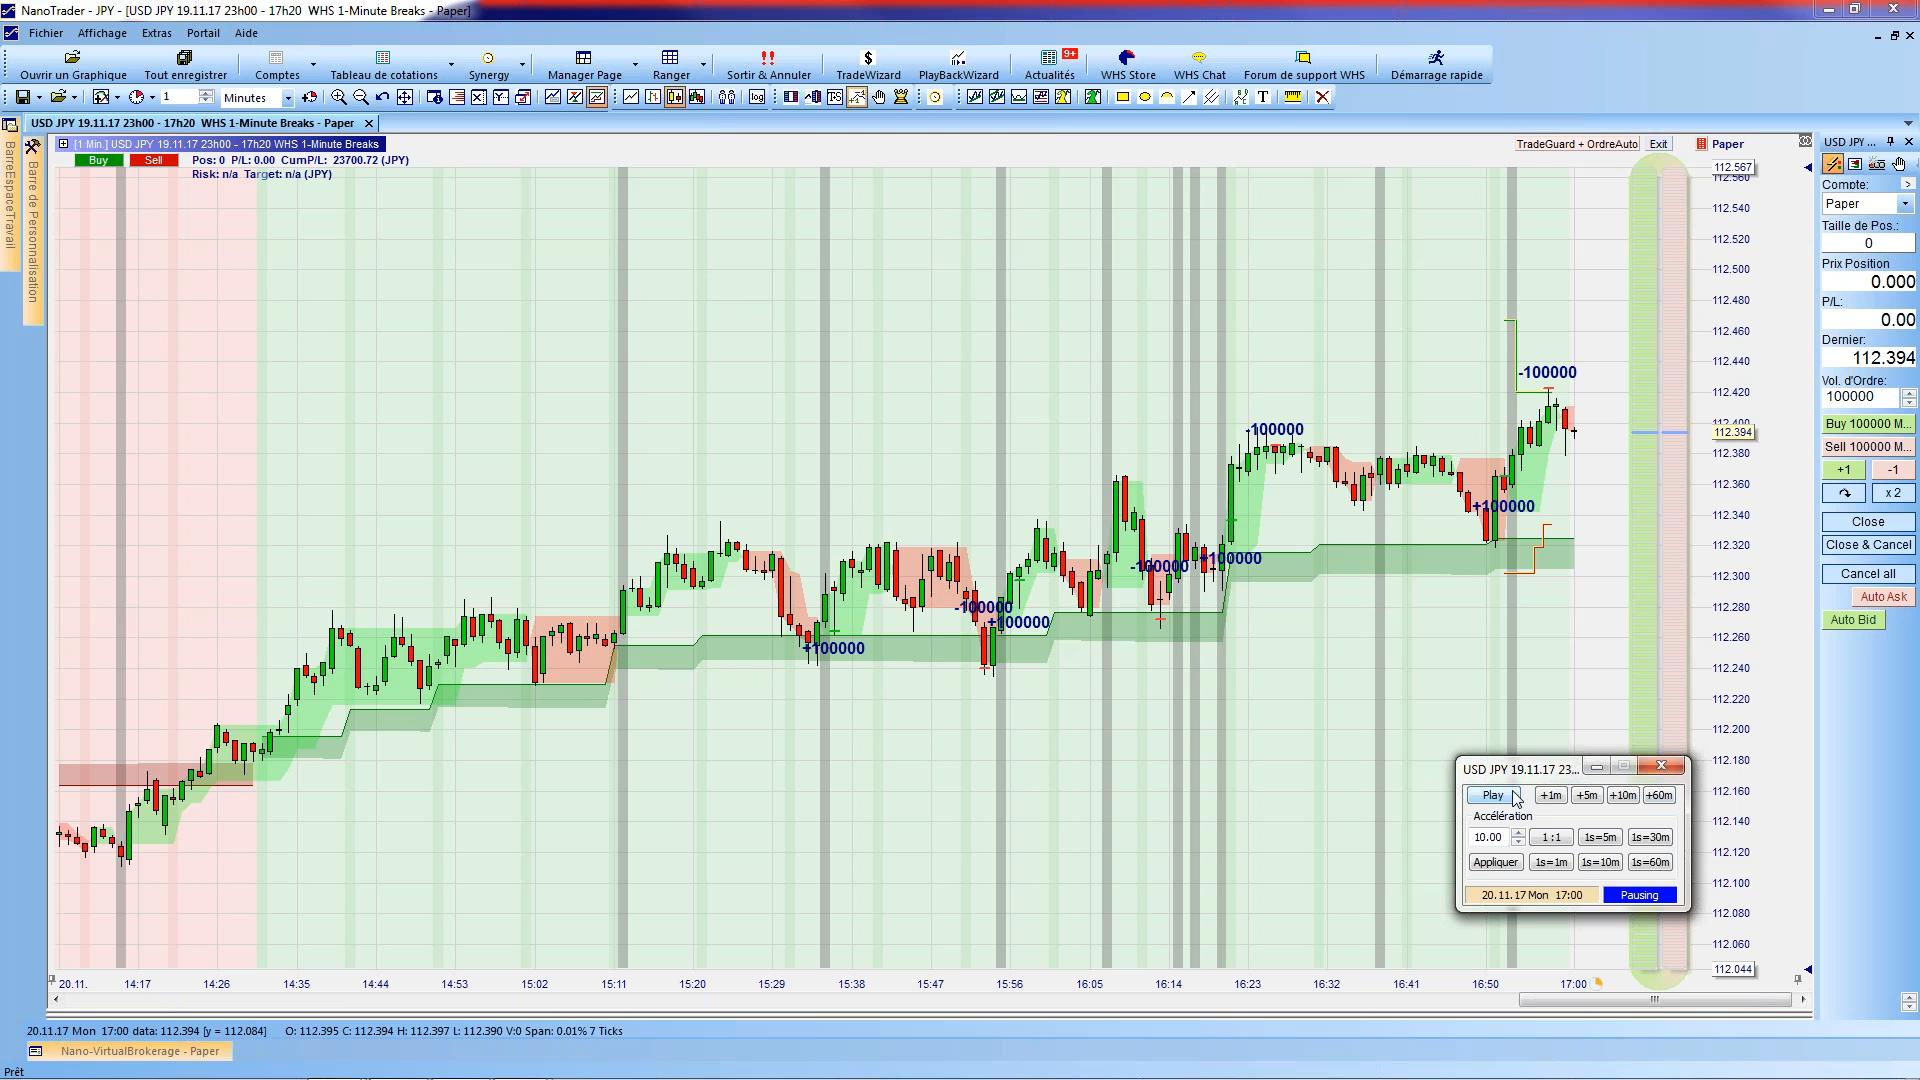 NanoTrader - JPY - [USD JPY 19.11.17 23h00 - 17h20  WHS 1-Minute Breaks - Paper]
Fichier Affichage Extras Portail Aide
Ouvrir un Graphique Tout enregistrer Comptes Tableau de cotations Synergy Manager Page Ranger Sortir & Annuler TradeWizard PlayBackWizard Actualités 9+ WHS Store WHS Chat Forum de support WHS Démarrage rapide
1 Minutes log T
USD JPY 19.11.17 23h00 - 17h20  WHS 1-Minute Breaks - Paper
BarreEspaceTravail
Barre de Personnalisation
[1 Min.] USD JPY 19.11.17 23h00 - 17h20 WHS 1-Minute Breaks
TradeGuard + OrdreAuto Exit Paper
Buy Sell Pos: 0 P/L: 0.00 CumP/L: 23700.72 (JPY)
Risk: n/a Target: n/a (JPY)
112.567
112.560
112.540
112.520
112.500
112.480
112.460
112.440
112.420
112.400
112.394
112.380
112.360
112.340
112.320
112.300
112.280
112.260
112.240
112.220
112.200
112.180
112.160
112.140
112.120
112.100
112.080
112.060
112.044
-100000
-100000
+100000
-100000
+100000
-100000
+100000
+100000
20.11. 14:17 14:26 14:35 14:44 14:53 15:02 15:11 15:20 15:29 15:38 15:47 15:56 16:05 16:14 16:23 16:32 16:41 16:50 17:00
USD JPY ...
Compte:
Paper
Taille de Pos.:
0
Prix Position
0.000
P/L:
0.00
Dernier:
112.394
Vol. d'Ordre:
100000
Buy 100000 M...
Sell 100000 M...
+1 -1
x 2
Close
Close & Cancel
Cancel all
Auto Ask
Auto Bid
USD JPY 19.11.17 23...
Play +1m +5m +10m +60m
Accélération
10.00 1 :1 1s=5m 1s=30m
Appliquer 1s=1m 1s=10m 1s=60m
20.11.17 Mon 17:00 Pausing
20.11.17 Mon 17:00 data: 112.394 [y = 112.084] O: 112.395 C: 112.394 H: 112.397 L: 112.390 V:0 Span: 0.01% 7 Ticks
Nano-VirtualBrokerage - Paper
Prêt